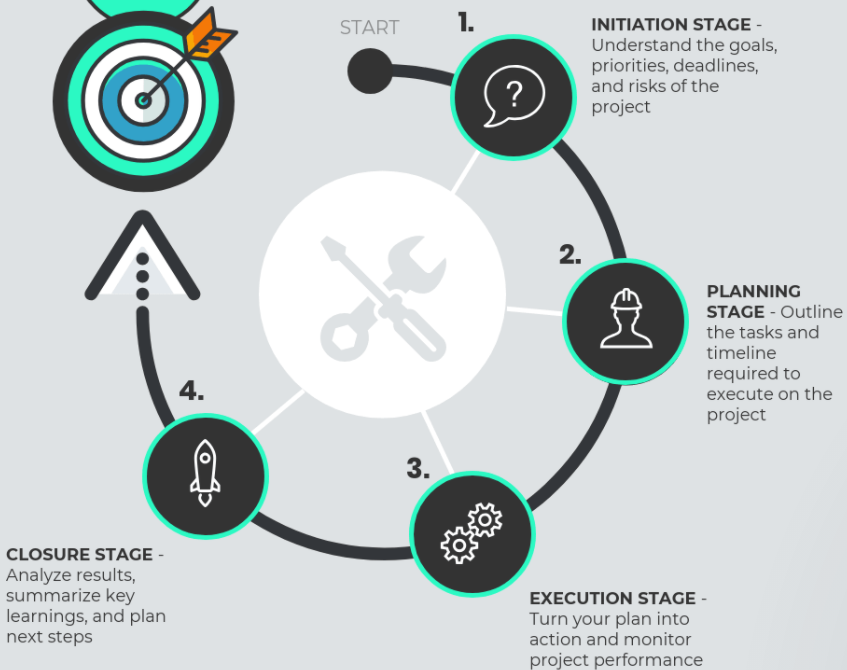 START
1.
INITIATION STAGE -
Understand the goals,
priorities, deadlines,
and risks of the
project
2.
PLANNING
STAGE - Outline
the tasks and
timeline
required to
execute on the
project
3.
EXECUTION STAGE -
Turn your plan into
action and monitor
project performance
4.
CLOSURE STAGE -
Analyze results,
summarize key
learnings, and plan
next steps
?